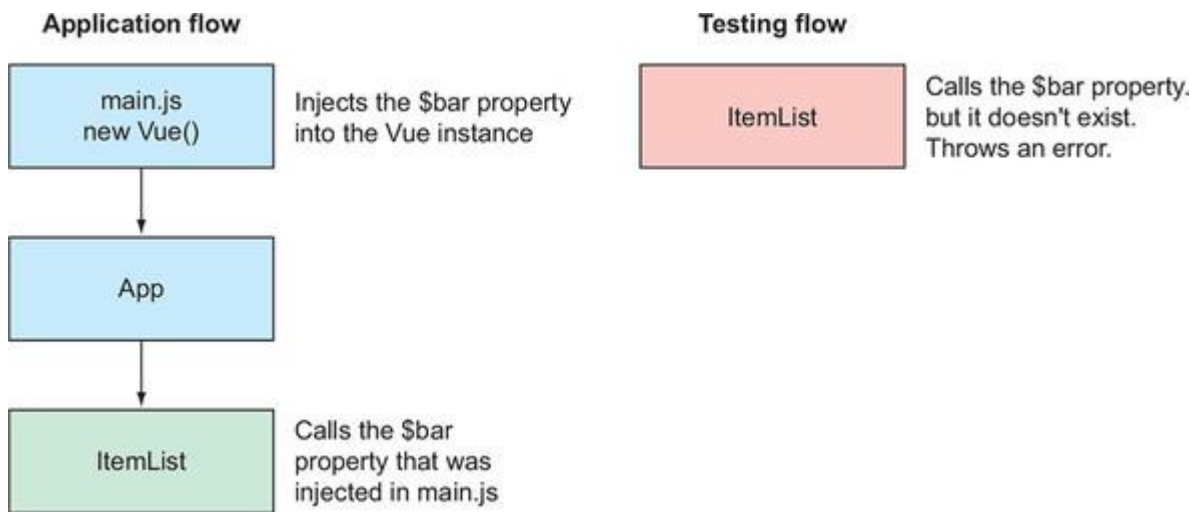 Application flow
main.js
new Vue()
Injects the $bar property
into the Vue instance
App
ItemList
Calls the $bar
property that was
injected in main.js
Testing flow
ItemList
Calls the $bar property.
but it doesn't exist.
Throws an error.